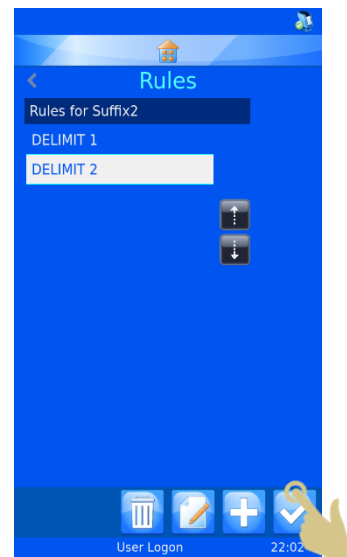 Rules
Rules for Suffix2
DELIMIT 1
DELIMIT 2
User Logon 22:02